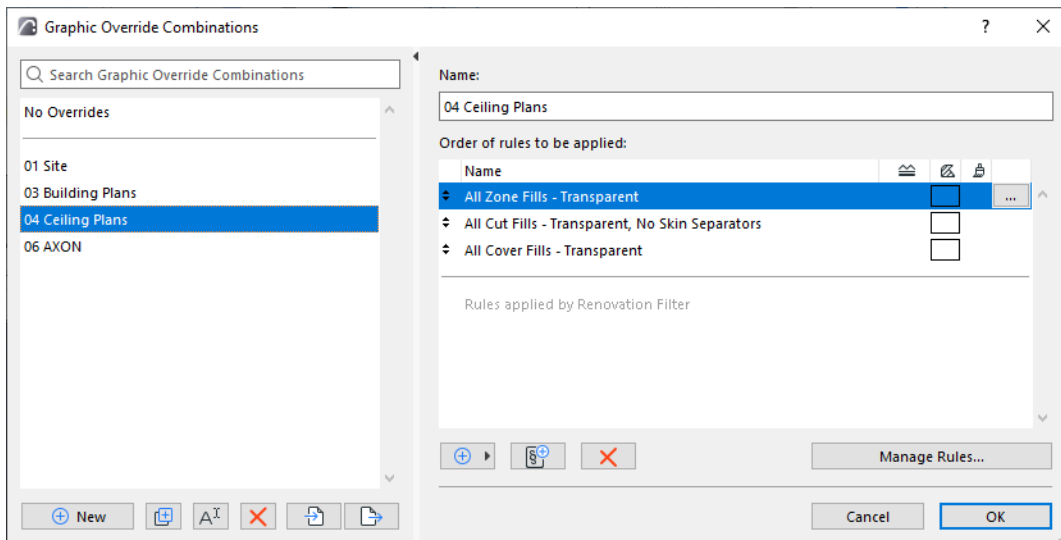 Graphic Override Combinations
?
Search Graphic Override Combinations
No Overrides
01 Site
03 Building Plans
04 Ceiling Plans
06 AXON
New
Name:
04 Ceiling Plans
Order of rules to be applied:
Name
All Zone Fills - Transparent
...
All Cut Fills - Transparent, No Skin Separators
All Cover Fills - Transparent
Rules applied by Renovation Filter
Manage Rules...
Cancel
OK